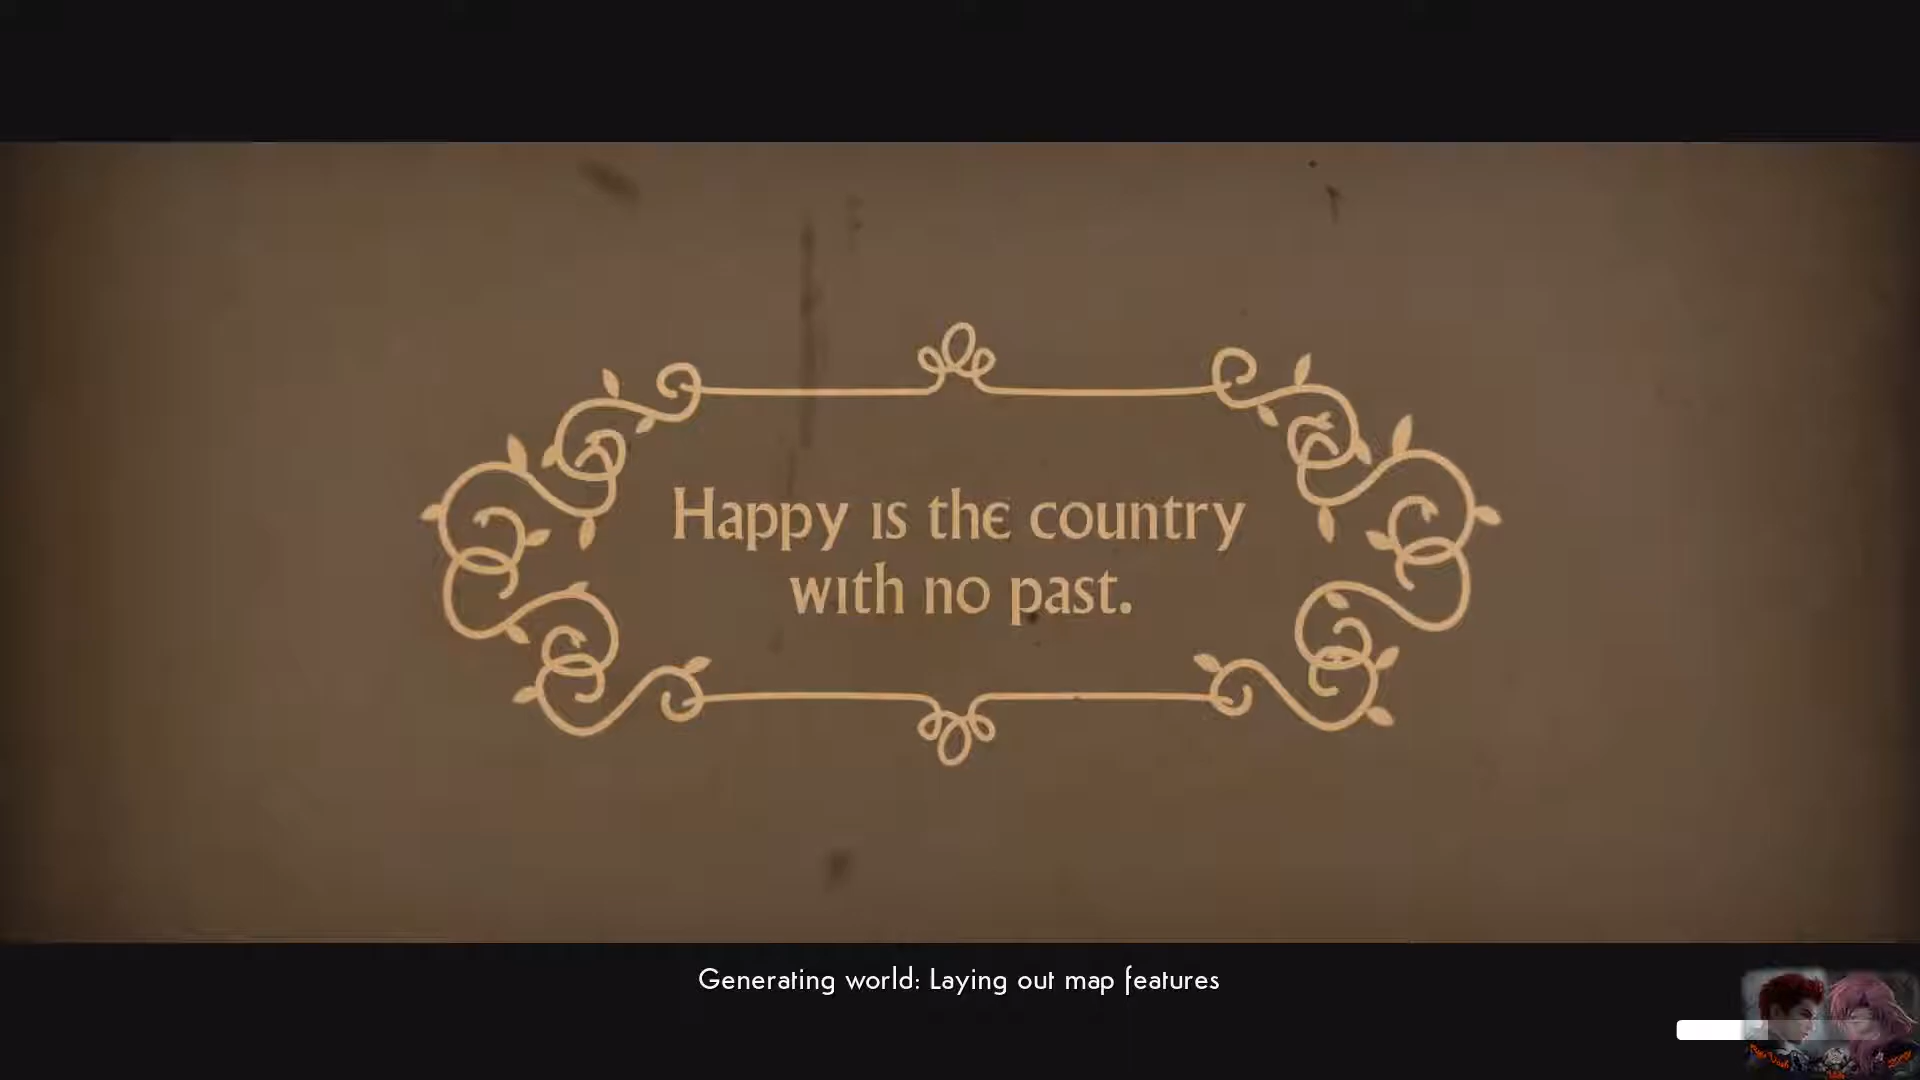 Happy is the country
with no past.
Generating world: Laying out map features